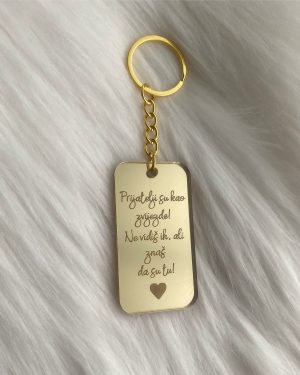 Prijatelji su kao
zvijezde!
Ne vidiš ih, ali
znaš
da su tu!